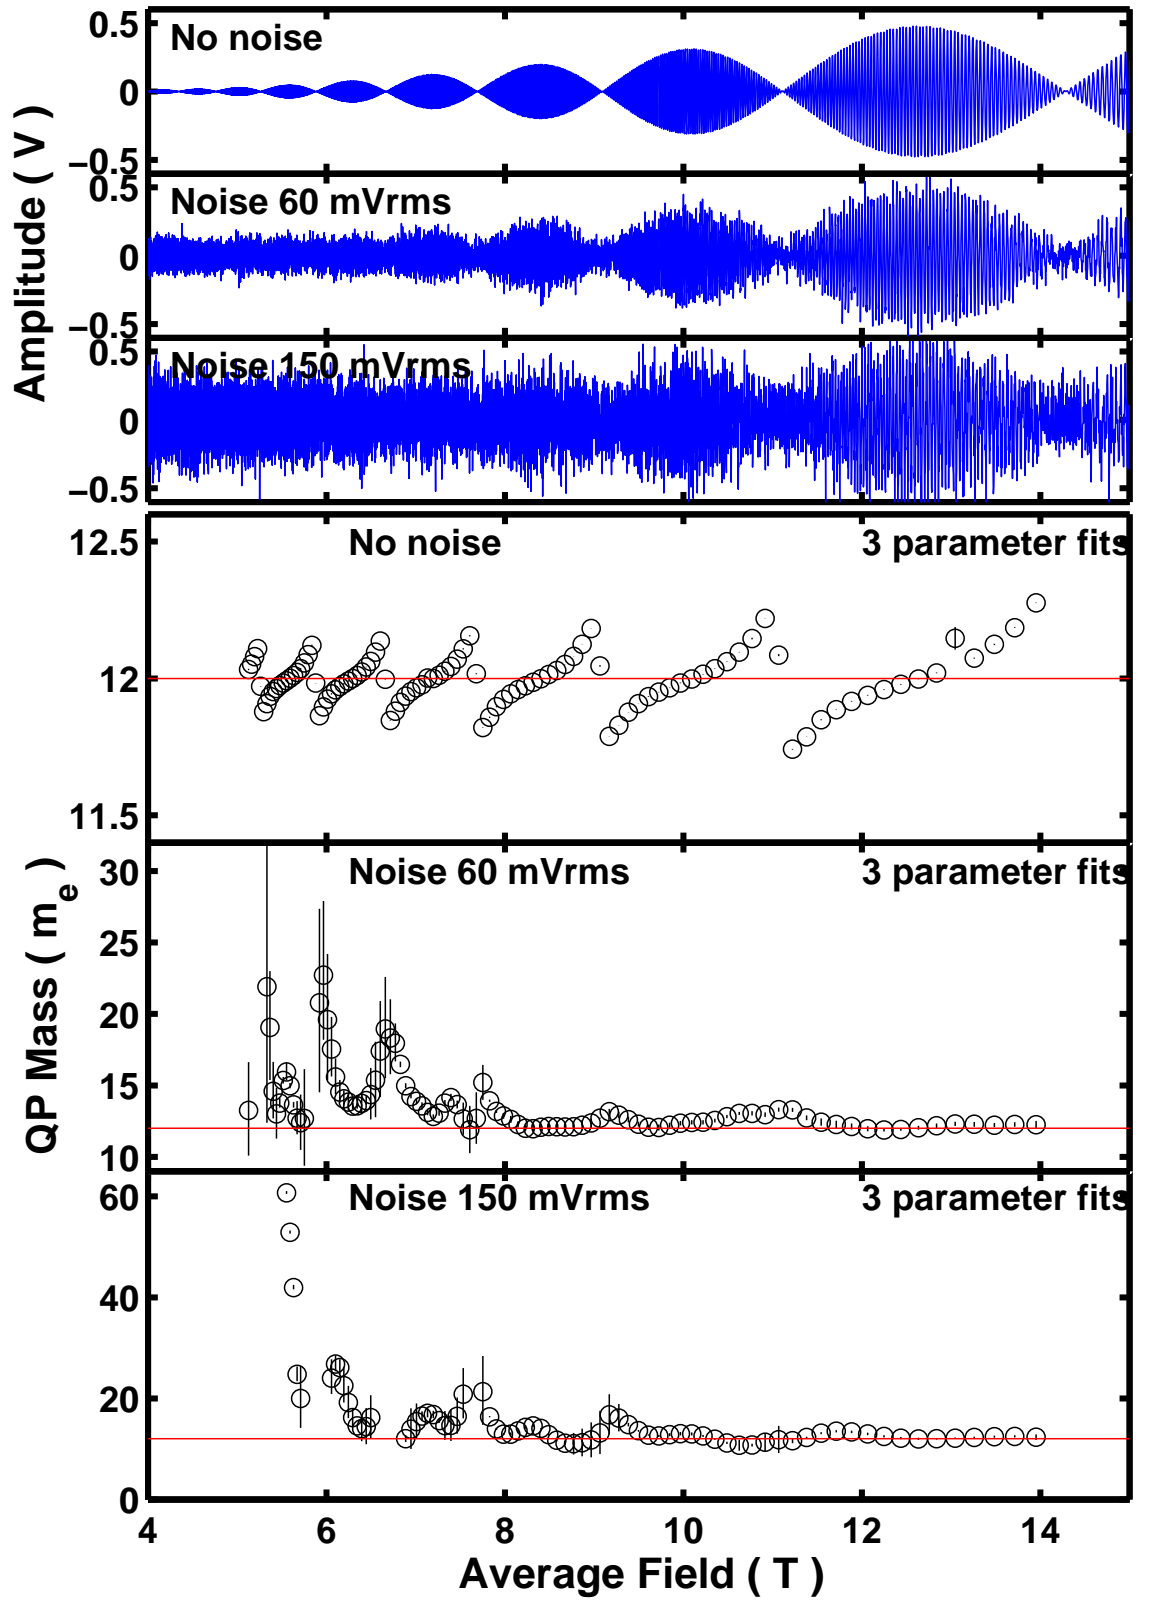 Amplitude ( V )
0.5
0
−0.5
No noise
0.5
0
−0.5
Noise 60 mVrms
0.5
0
−0.5
Noise 150 mVrms
QP Mass ( me )
12.5
12
11.5
No noise
3 parameter fits
30
25
20
15
10
Noise 60 mVrms
3 parameter fits
60
40
20
0
Noise 150 mVrms
3 parameter fits
4 6 8 10 12 14
Average Field ( T )